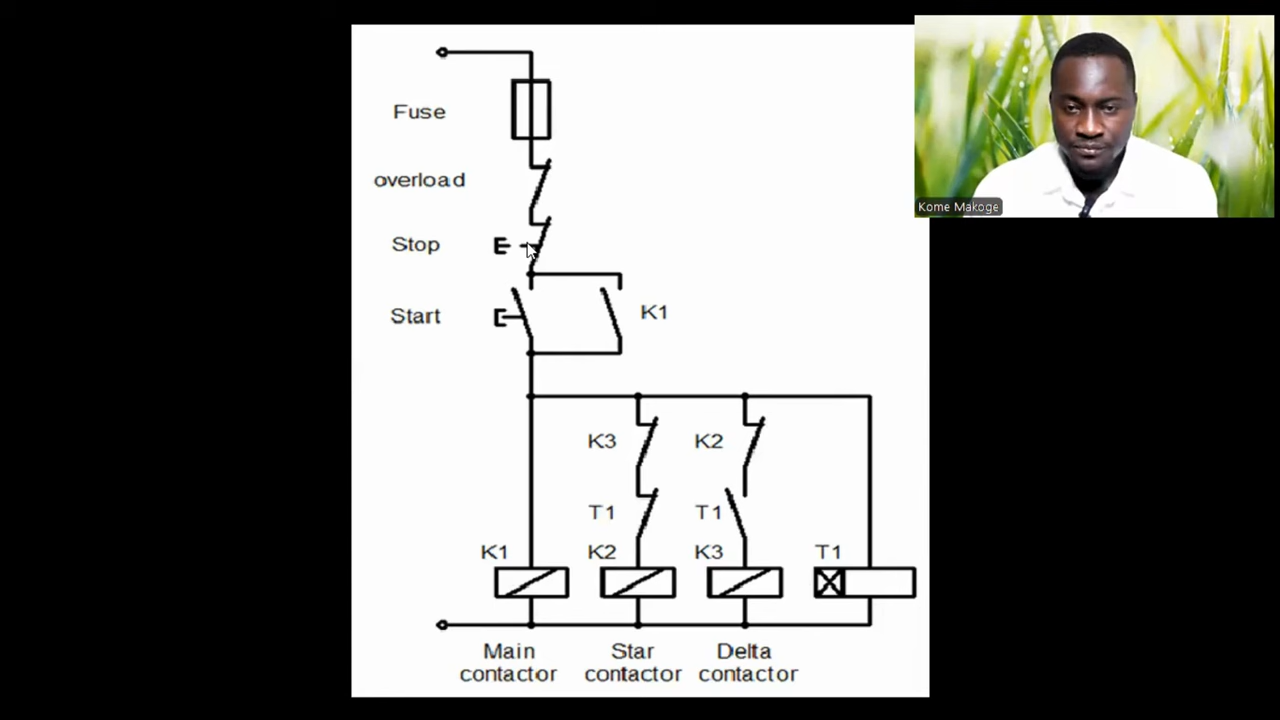 Kome Makoge
Fuse
overload
Stop
Start
K1
K3
K2
T1
T1
K1
K2
K3
T1
Main
contactor
Star
contactor
Delta
contactor